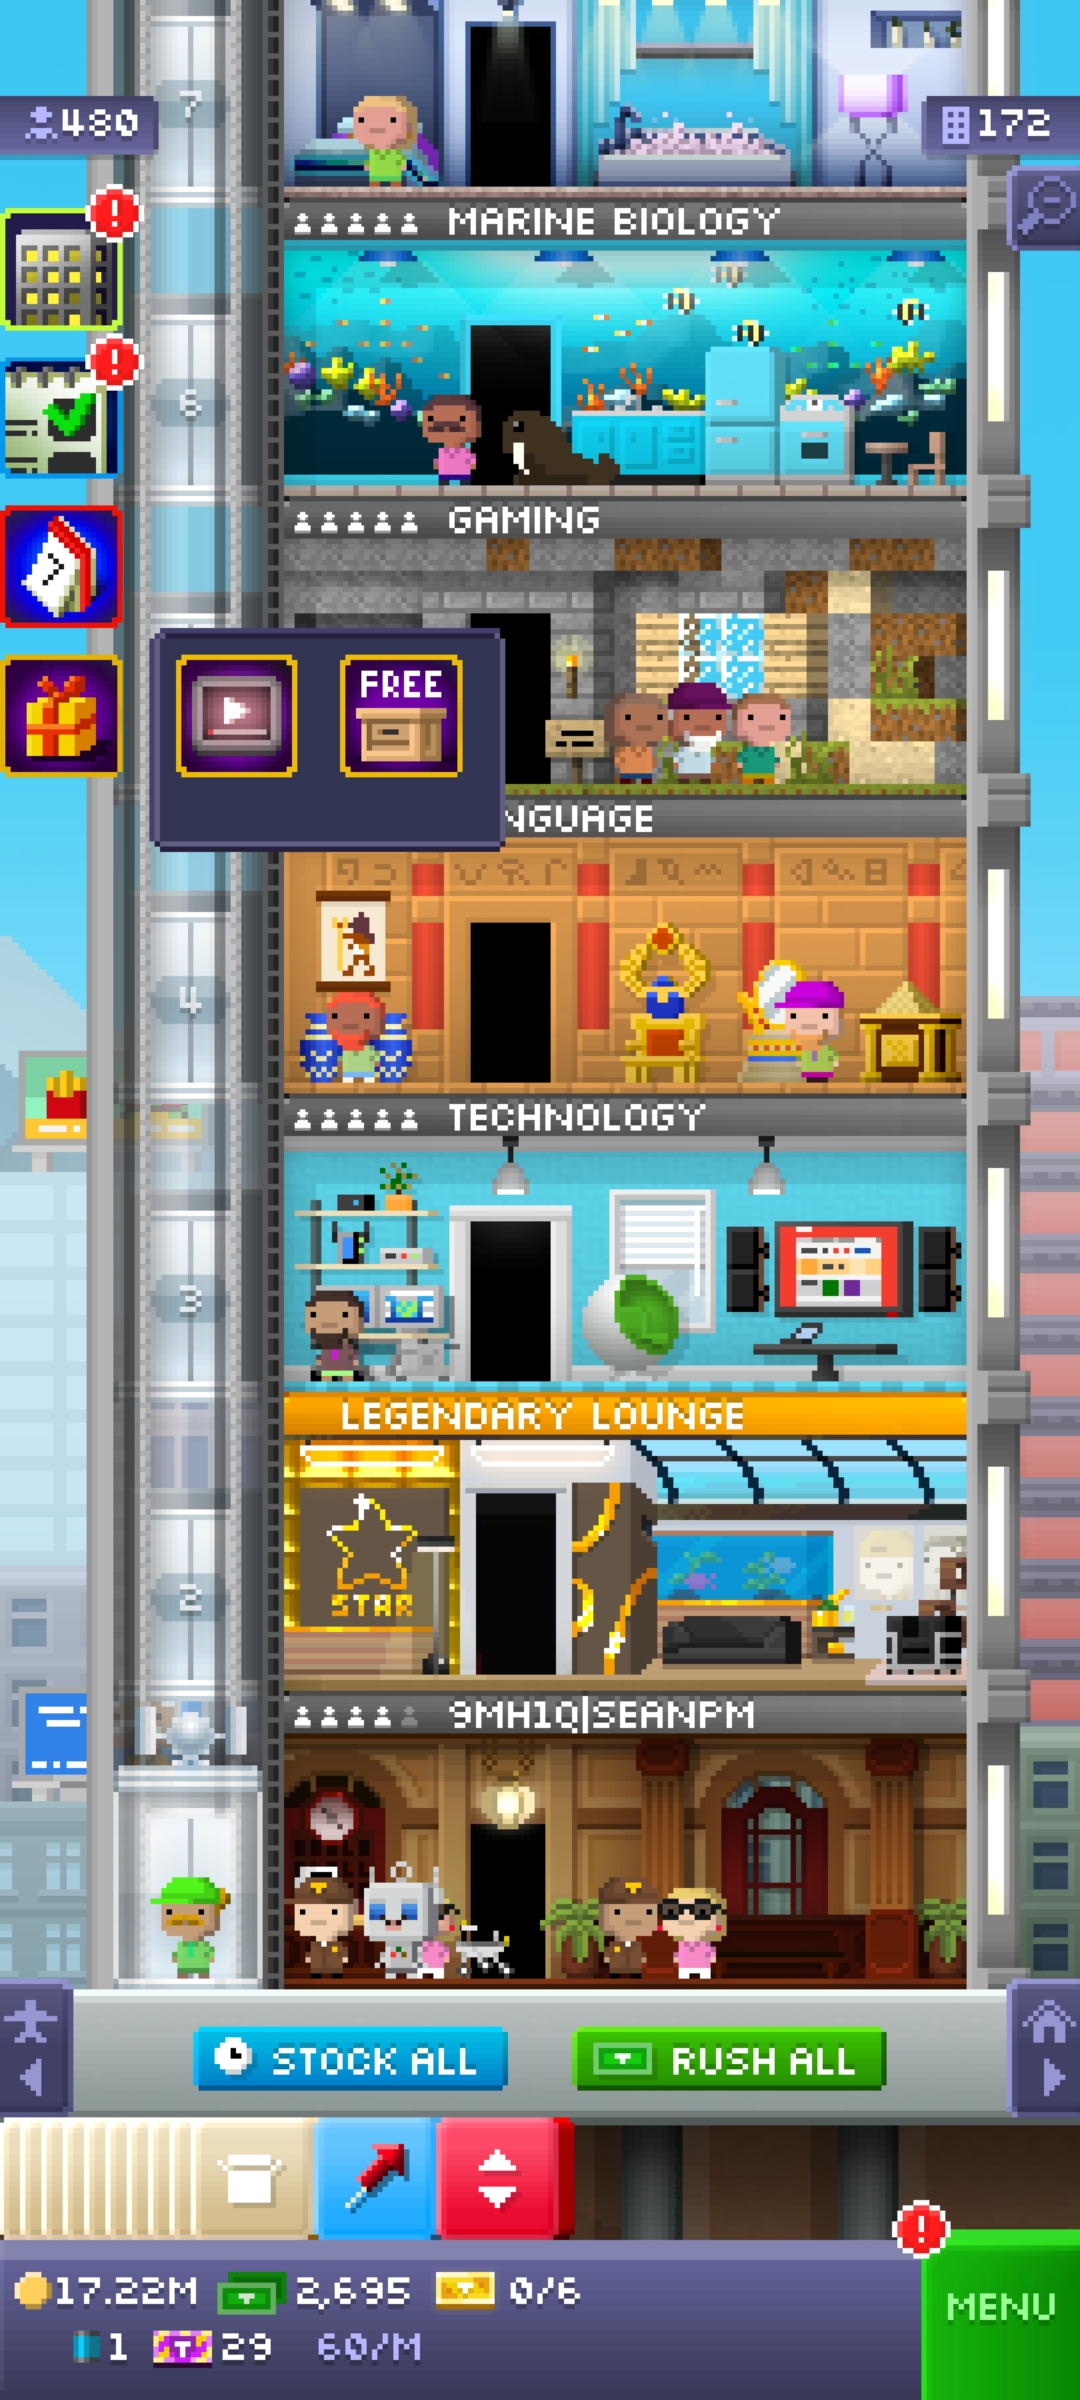 7
480
172
MARINE BIOLOGY
6
GAMING
FREE
NGUAGE
4
TECHNOLOGY
3
LEGENDARY LOUNGE
STAR
2
9MH1Q|SEANPM
STOCK ALL
RUSH ALL
17.22M
2,695
0/6
MENU
1
29
60/M